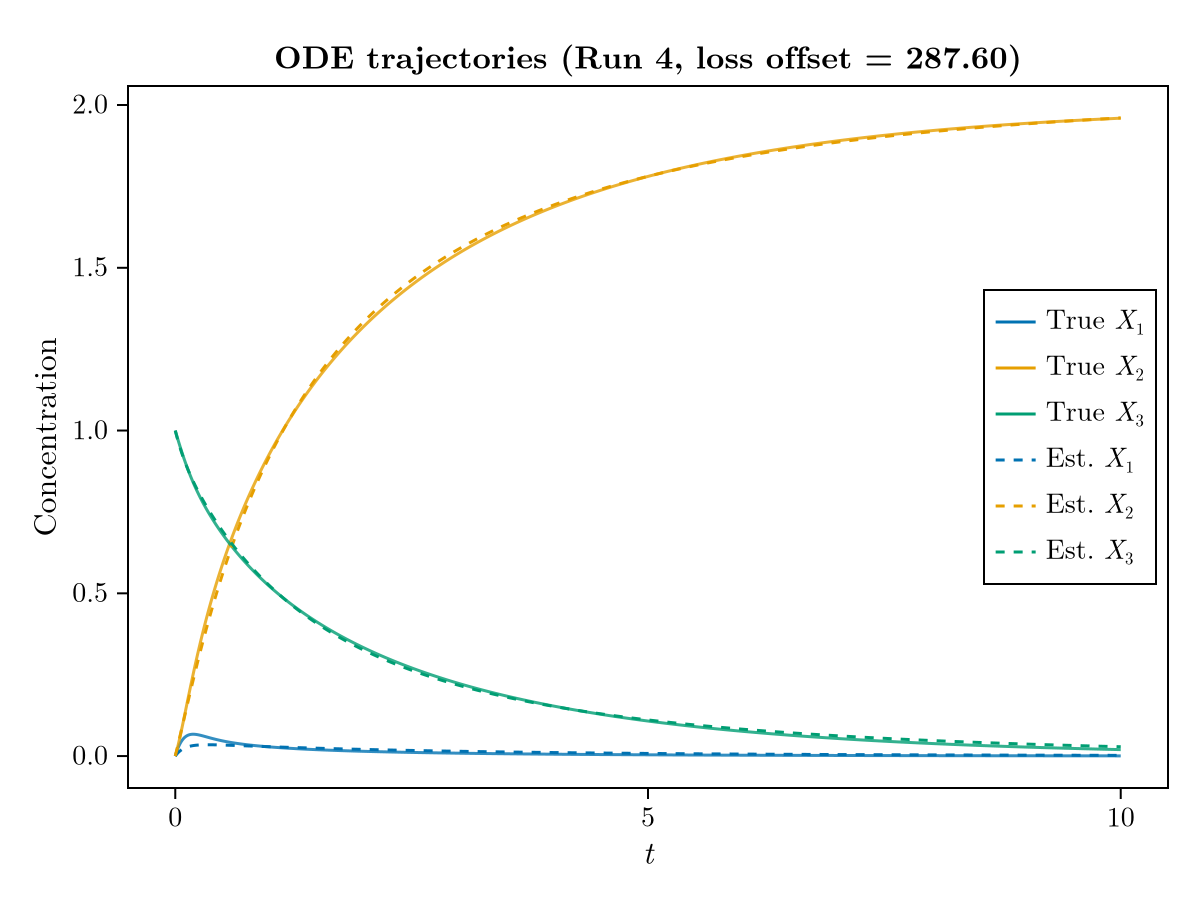 ODE trajectories (Run 4, loss offset = 287.60)
Concentration
2.0
1.5
1.0
0.5
0.0
0
5
10
t
True X₁
True X₂
True X₃
Est. X₁
Est. X₂
Est. X₃